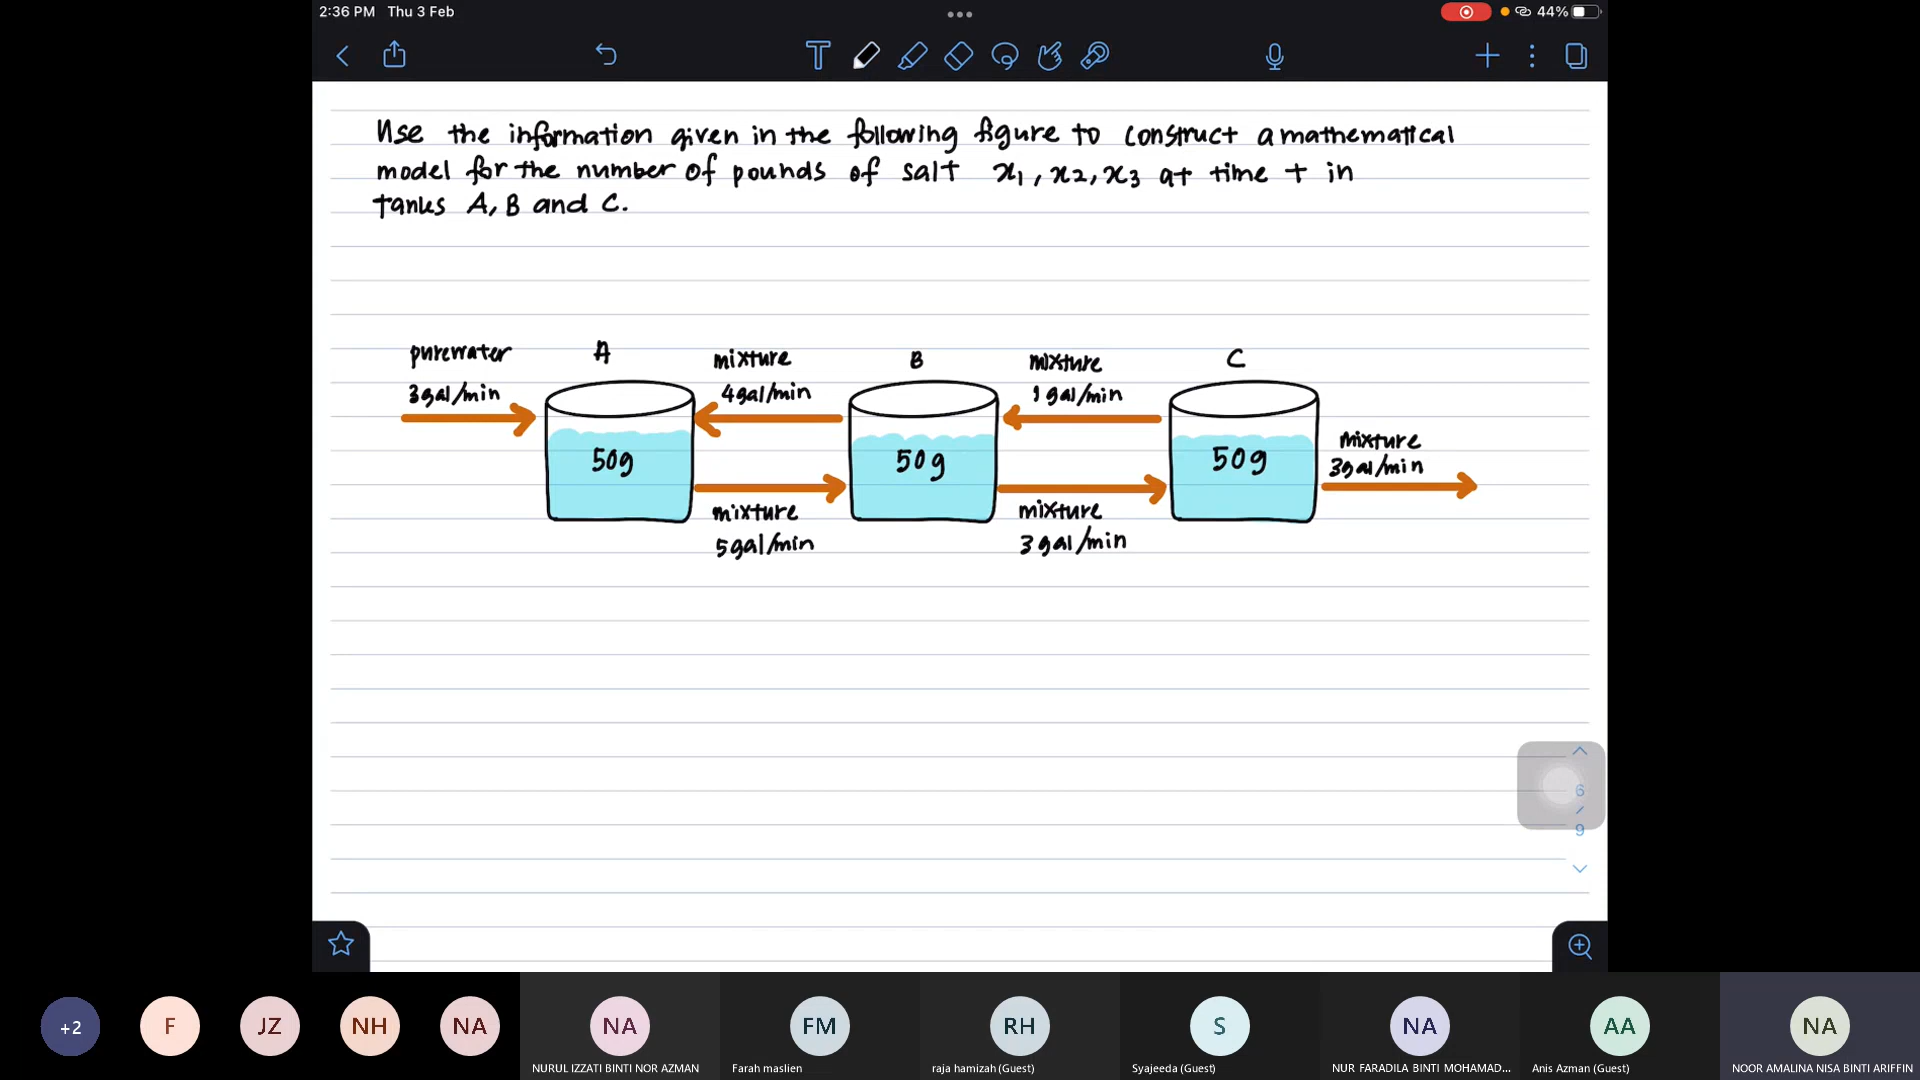 2:36 PM Thu 3 Feb
44%
Use the information given in the following figure to construct a mathematical
model for the number of pounds of salt x1, x2, x3 at time t in
tanks A, B and C.
purewater
3gal/min
A
mixture
4gal/min
B
mixture
1gal/min
C
mixture
3gal/min
50g
50g
50g
mixture
5gal/min
mixture
3gal/min
6
/
9
+2
F
JZ
NH
NA
NA
FM
RH
S
NA
AA
NA
NURUL IZZATI BINTI NOR AZMAN
Farah maslien
raja hamizah (Guest)
Syajeeda (Guest)
NUR FARADILA BINTI MOHAMAD...
Anis Azman (Guest)
NOOR AMALINA NISA BINTI ARIFFIN